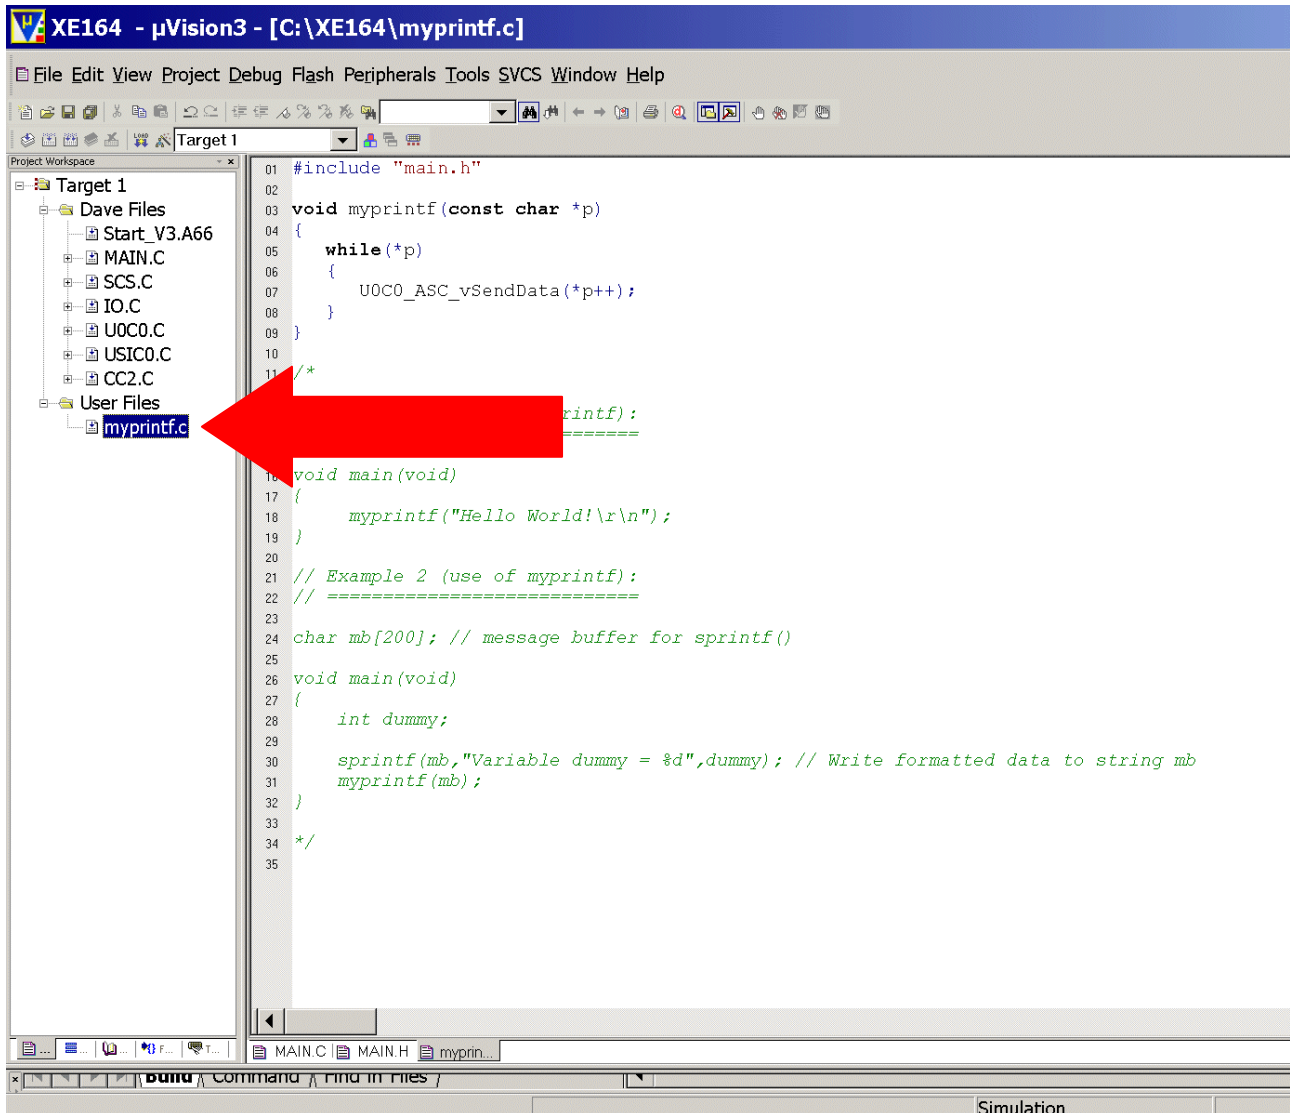 XE164 - µVision3 - [C:\XE164\myprintf.c]
File Edit View Project Debug Flash Peripherals Tools SVCS Window Help
Target 1
Project Workspace
Target 1
Dave Files
Start_V3.A66
MAIN.C
SCS.C
IO.C
U0C0.C
USIC0.C
CC2.C
User Files
myprintf.c
01 #include "main.h"
02
03 void myprintf(const char *p)
04 {
05 while(*p)
06 {
07 U0C0_ASC_vSendData(*p++);
08 }
09 }
10
11 /*
rintf):
=======
16 void main(void)
17 {
18 myprintf("Hello World!\r\n");
19 }
20
21 // Example 2 (use of myprintf):
22 // ============================
23
24 char mb[200]; // message buffer for sprintf()
25
26 void main(void)
27 {
28 int dummy;
29
30 sprintf(mb,"Variable dummy = %d",dummy); // Write formatted data to string mb
31 myprintf(mb);
32 }
33
34 */
35
... ... ... F... T...
MAIN.C MAIN.H myprin...
Build Command Find in Files
Simulation